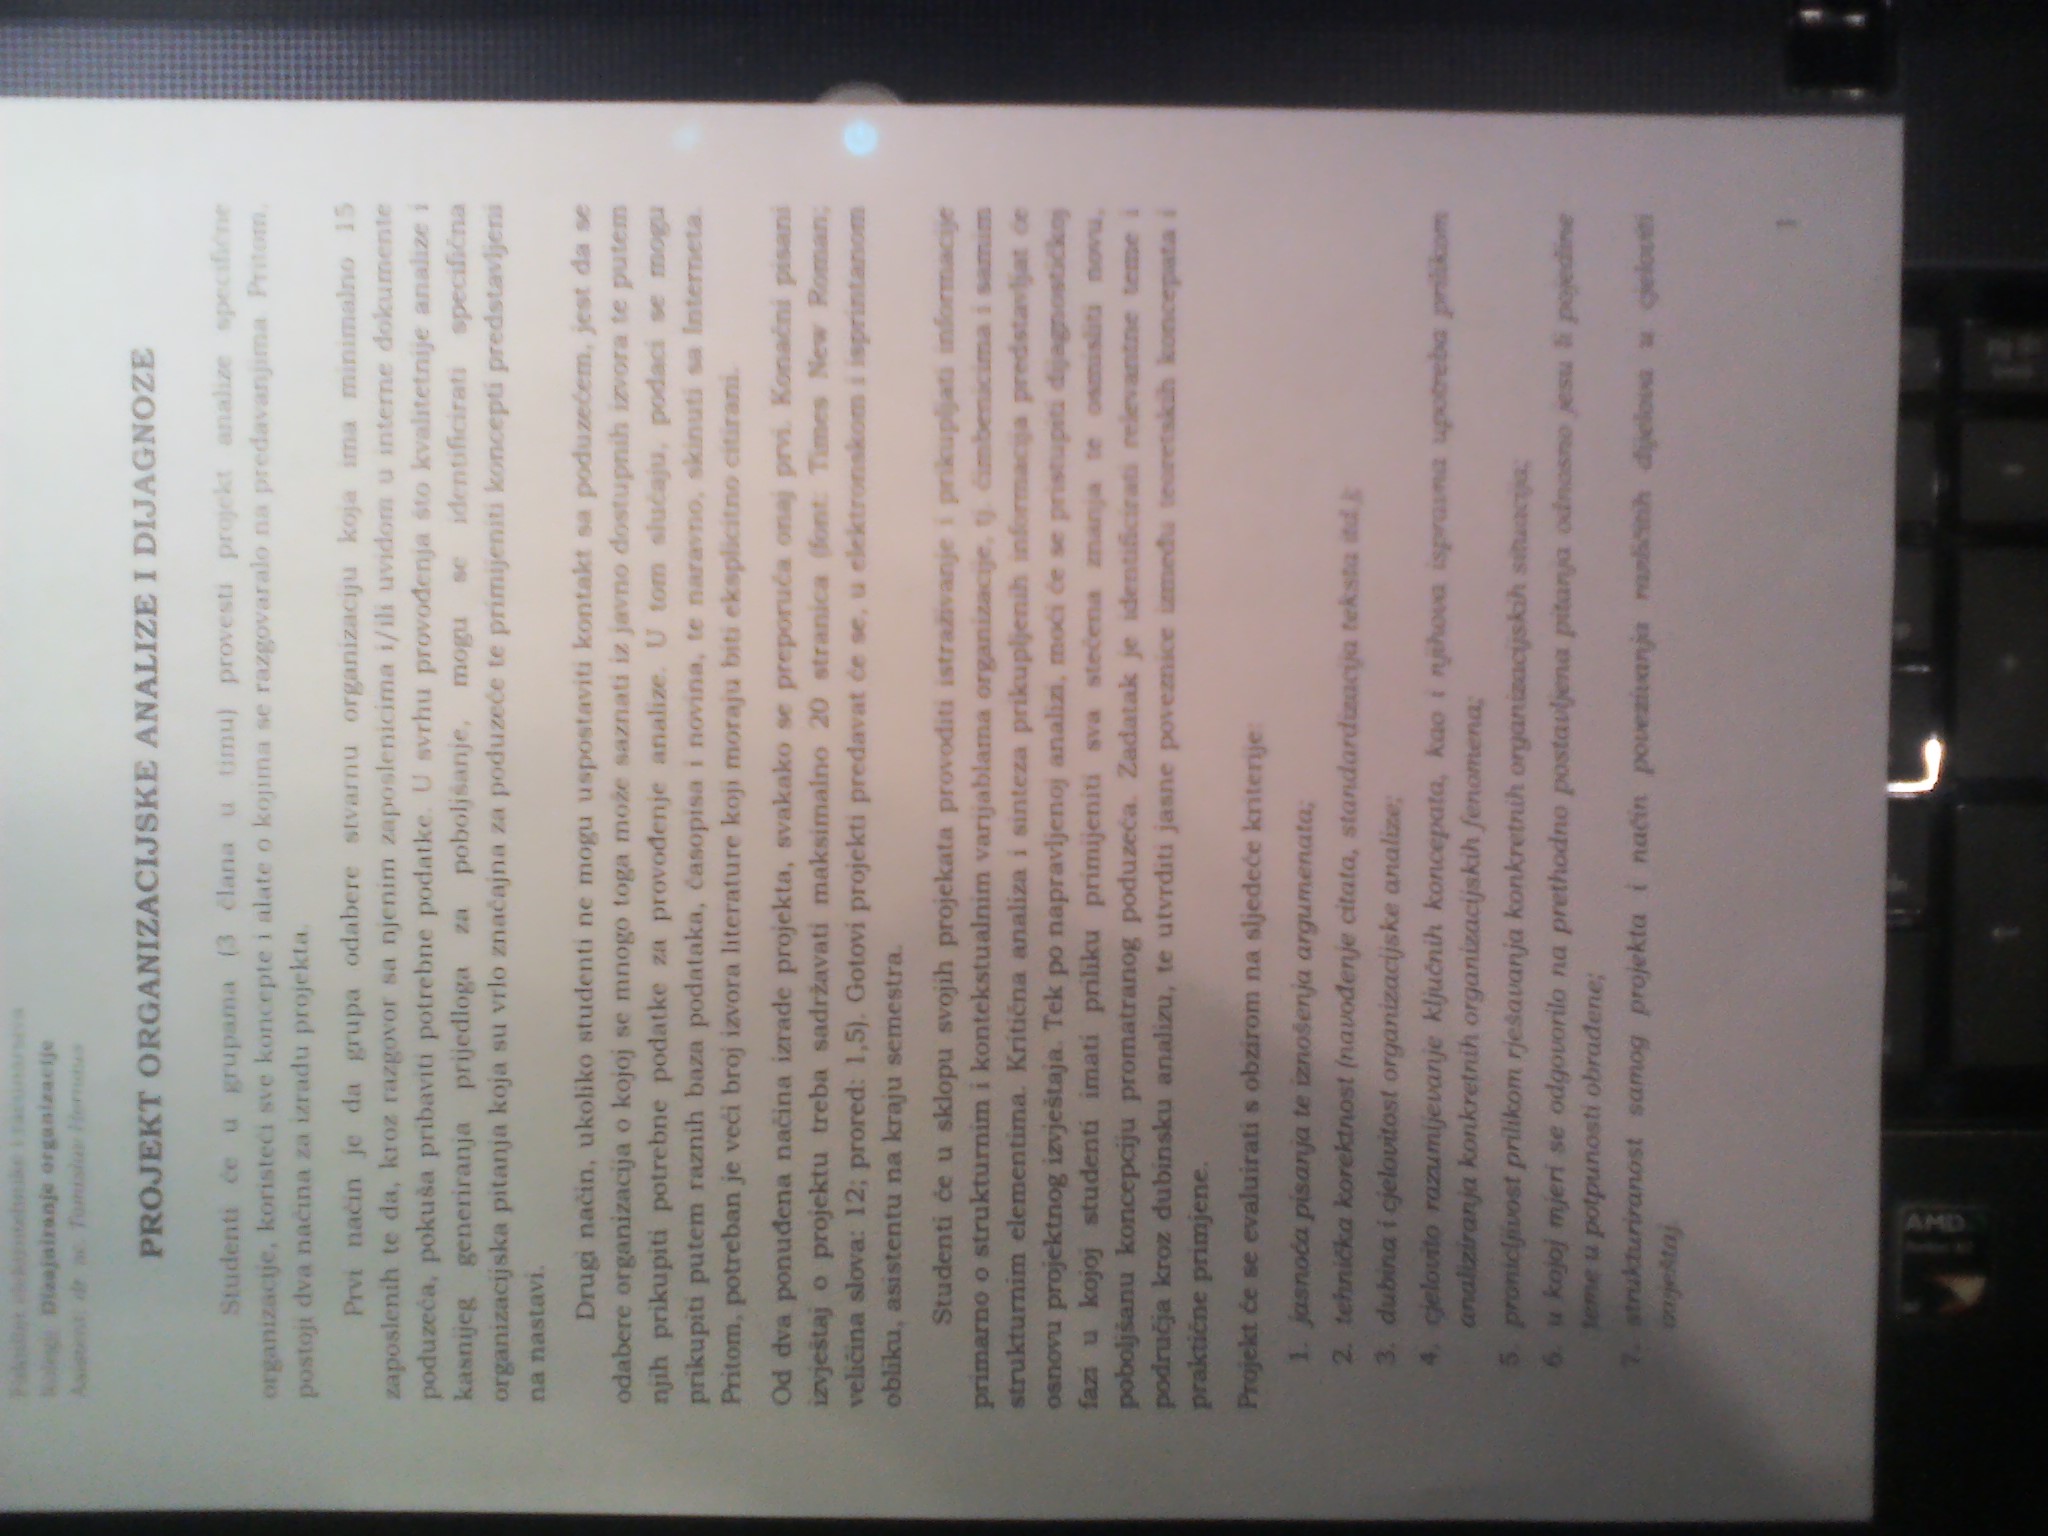 Fakultet elektrotehnike i računarstva
Kolegij: Dizajniranje organizacije
Asistent: dr. sc. Tomislav Hernaus
PROJEKT ORGANIZACIJSKE ANALIZE I DIJAGNOZE
Studenti će u grupama (3 člana u timu) provesti projekt analize specifične
organizacije, koristeći sve koncepte i alate o kojima se razgovaralo na predavanjima. Pritom,
postoji dva načina za izradu projekta.
Prvi način je da grupa odabere stvarnu organizaciju koja ima minimalno 15
zaposlenih te da, kroz razgovor sa njenim zaposlenicima i/ili uvidom u interne dokumente
poduzeća, pokuša pribaviti potrebne podatke. U svrhu provođenja što kvalitetnije analize i
kasnijeg generiranja prijedloga za poboljšanje, mogu se identificirati specifična
organizacijska pitanja koja su vrlo značajna za poduzeće te primijeniti koncepti predstavljeni
na nastavi.
Drugi način, ukoliko studenti ne mogu uspostaviti kontakt sa poduzećem, jest da se
odabere organizacija o kojoj se mnogo toga može saznati iz javno dostupnih izvora te putem
njih prikupiti potrebne podatke za provođenje analize. U tom slučaju, podaci se mogu
prikupiti putem raznih baza podataka, časopisa i novina, te naravno, skinuti sa Interneta.
Pritom, potreban je veći broj izvora literature koji moraju biti eksplicitno citirani.
Od dva ponuđena načina izrade projekta, svakako se preporuča onaj prvi. Konačni pisani
izvještaj o projektu treba sadržavati maksimalno 20 stranica (font: Times New Roman;
veličina slova: 12; prored: 1,5). Gotovi projekti predavat će se, u elektronskom i isprintanom
obliku, asistentu na kraju semestra.
Studenti će u sklopu svojih projekata provoditi istraživanje i prikupljati informacije
primarno o strukturnim i kontekstualnim varijablama organizacije, tj. čimbenicima i samim
strukturnim elementima. Kritična analiza i sinteza prikupljenih informacija predstavljat će
osnovu projektnog izvještaja. Tek po napravljenoj analizi, moći će se pristupiti dijagnostičkoj
fazi u kojoj studenti imati priliku primijeniti sva stečena znanja te osmisliti novu,
poboljšanu koncepciju promatranog poduzeća. Zadatak je identificirati relevantne teme i
područja kroz dubinsku analizu, te utvrditi jasne poveznice između teoretskih koncepata i
praktične primjene.
Projekt će se evaluirati s obzirom na sljedeće kriterije:
1. jasnoća pisanja te iznošenja argumenata;
2. tehnička korektnost (navođenje citata, standardizacija teksta itd.);
3. dubina i cjelovitost organizacijske analize;
4. cjelovito razumijevanje ključnih koncepata, kao i njihova ispravna upotreba prilikom
analiziranja konkretnih organizacijskih fenomena;
5. pronicljivost prilikom rješavanja konkretnih organizacijskih situacija;
6. u kojoj mjeri se odgovorilo na prethodno postavljena pitanja odnosno jesu li pojedine
teme u potpunosti obrađene;
7. strukturiranost samog projekta i način povezivanja različitih dijelova u cjeloviti
izvještaj.
1
AMD